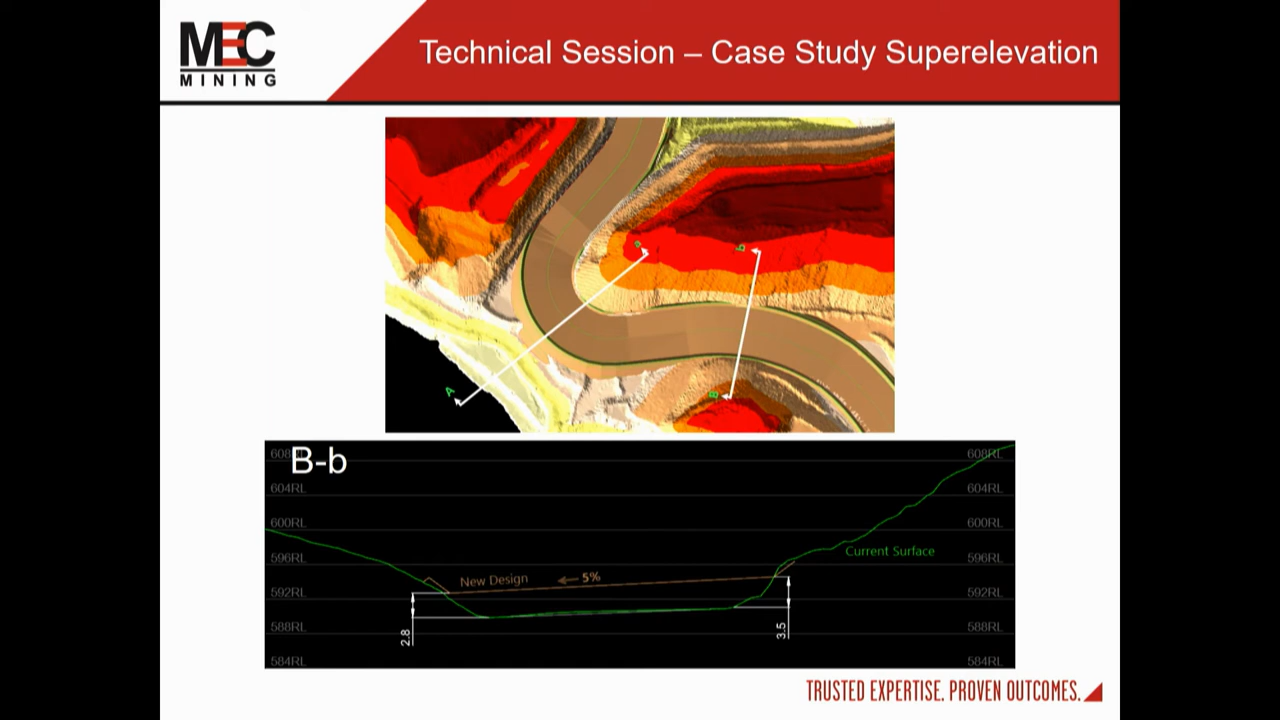 MEC
MINING
Technical Session – Case Study Superelevation
a
b
A
B
B-b
608RL
608RL
604RL
604RL
600RL
600RL
Current Surface
596RL
596RL
New Design
5%
592RL
592RL
2.8
3.5
588RL
588RL
584RL
584RL
TRUSTED EXPERTISE. PROVEN OUTCOMES.